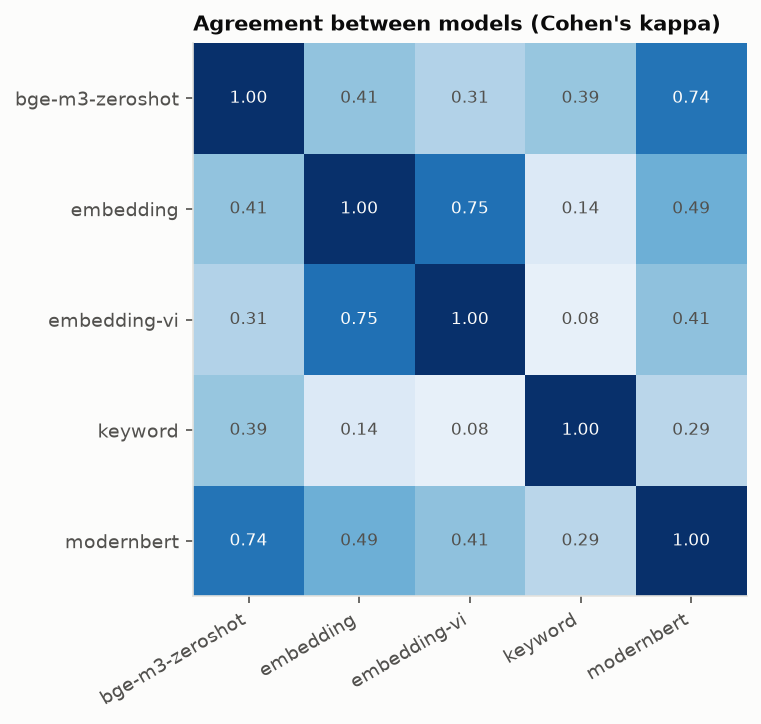 Agreement between models (Cohen's kappa)
bge-m3-zeroshot 1.00 0.41 0.31 0.39 0.74
embedding 0.41 1.00 0.75 0.14 0.49
embedding-vi 0.31 0.75 1.00 0.08 0.41
keyword 0.39 0.14 0.08 1.00 0.29
modernbert 0.74 0.49 0.41 0.29 1.00
bge-m3-zeroshot embedding embedding-vi keyword modernbert